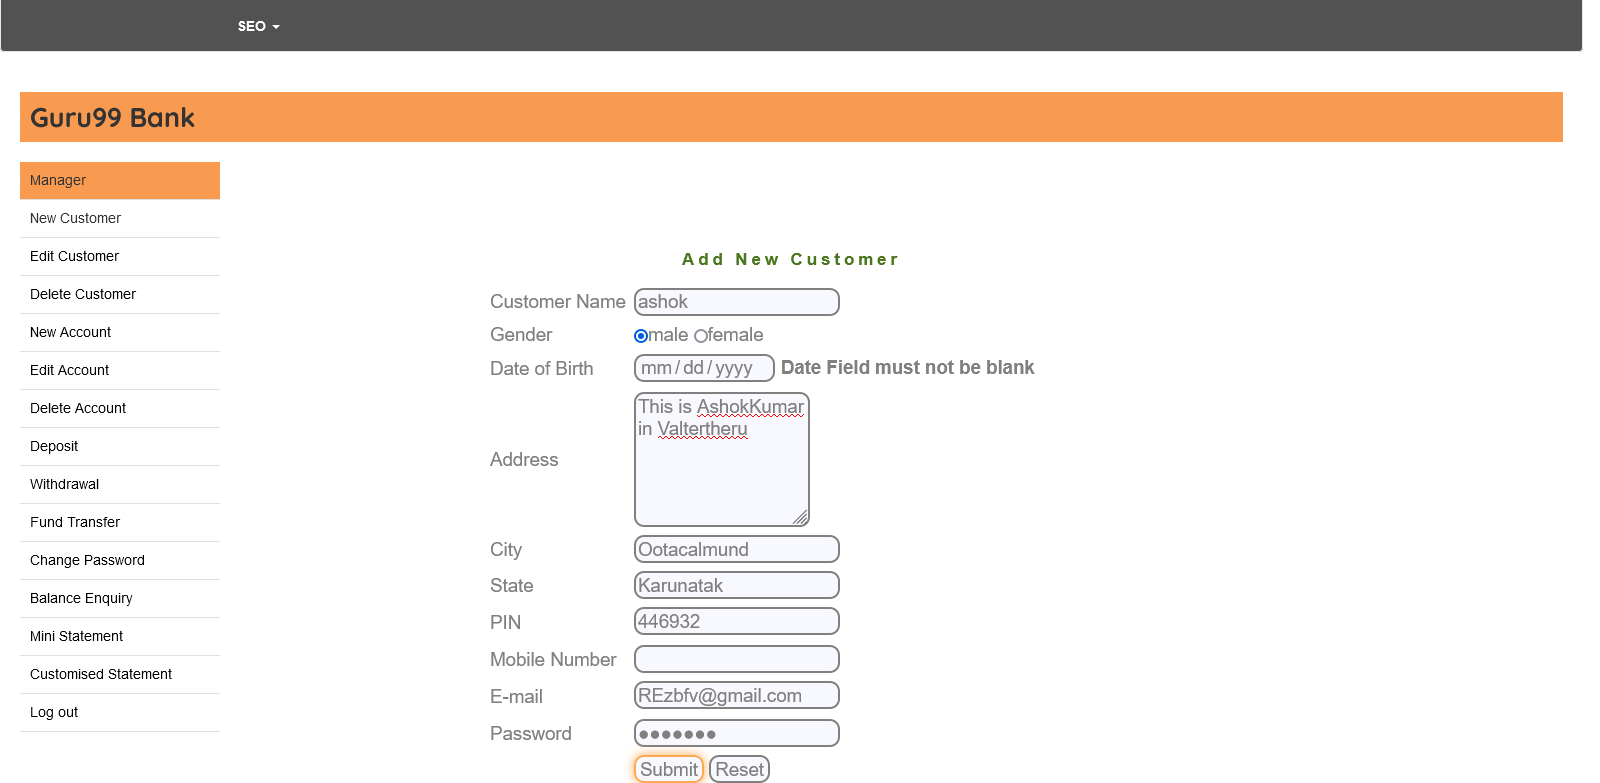 SEO
Guru99 Bank
Manager
New Customer
Edit Customer
Delete Customer
New Account
Edit Account
Delete Account
Deposit
Withdrawal
Fund Transfer
Change Password
Balance Enquiry
Mini Statement
Customised Statement
Log out
Add New Customer
Customer Name ashok
Gender male female
Date of Birth mm/dd/yyyy Date Field must not be blank
Address This is AshokKumar
in Valtertheru
City Ootacalmund
State Karunatak
PIN 446932
Mobile Number
E-mail REzbfv@gmail.com
Password •••••••
Submit Reset